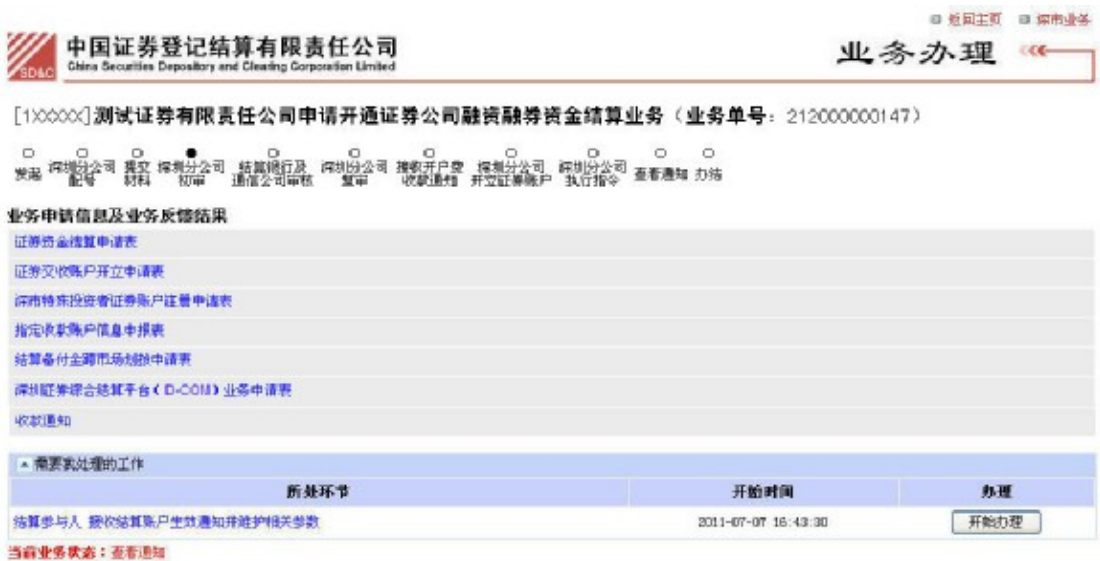 返回主页 深市业务
中国证券登记结算有限责任公司
China Securities Depository and Clearing Corporation Limited
SD&C
业务办理
[1XXXXX]测试证券有限责任公司申请开通证券公司融资融券资金结算业务（业务单号：212000000147）
发起 深圳分公司配号 提交材料 深圳分公司初审 结算银行及通信公司审核 深圳分公司复审 接收开户费收款通知 深圳分公司开立证券账户 深圳分公司执行指令 查看通知 办结
业务申请信息及业务反馈结果
证券资金结算申请表
证券交收账户开立申请表
深市特殊投资者证券账户注册申请表
指定收款账户信息申报表
结算备付金跨市场划拨申请表
深圳证券综合结算平台（D-COM）业务申请表
收款通知
需要我处理的工作
所处环节 开始时间 办理
结算参与人 接收结算账户生效通知并维护相关参数 2011-07-07 16:43:30 开始办理
当前业务状态：查看通知